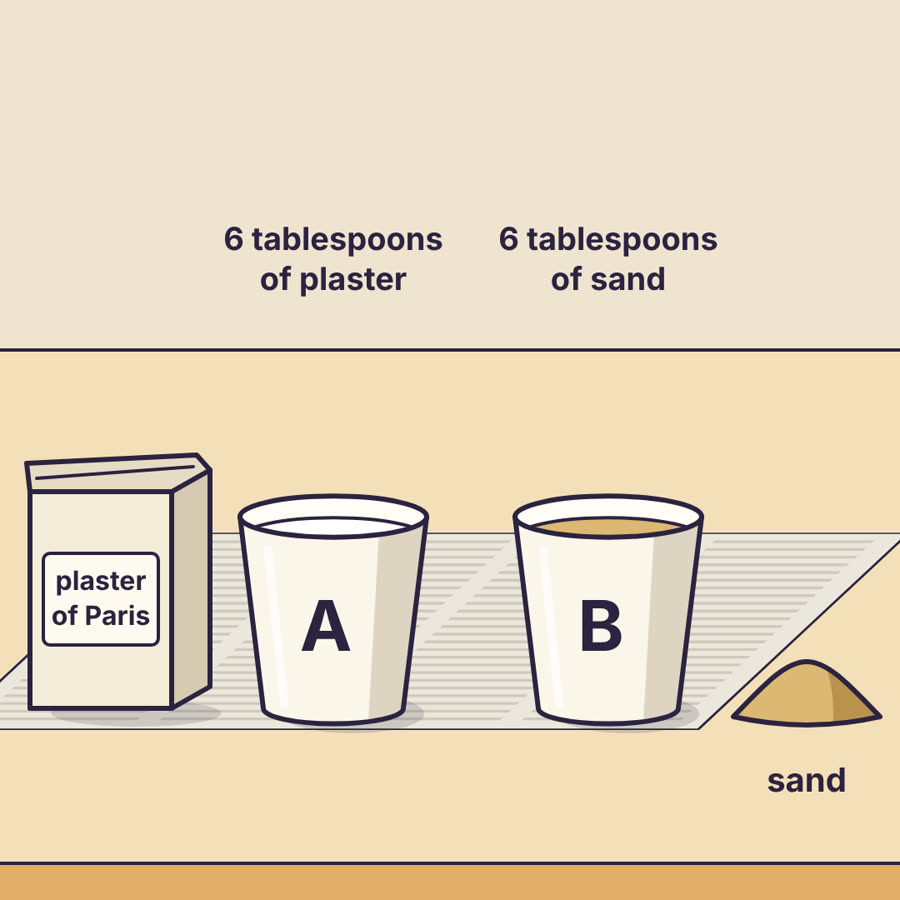 6 tablespoons
of plaster
6 tablespoons
of sand
plaster
of Paris
A
B
sand